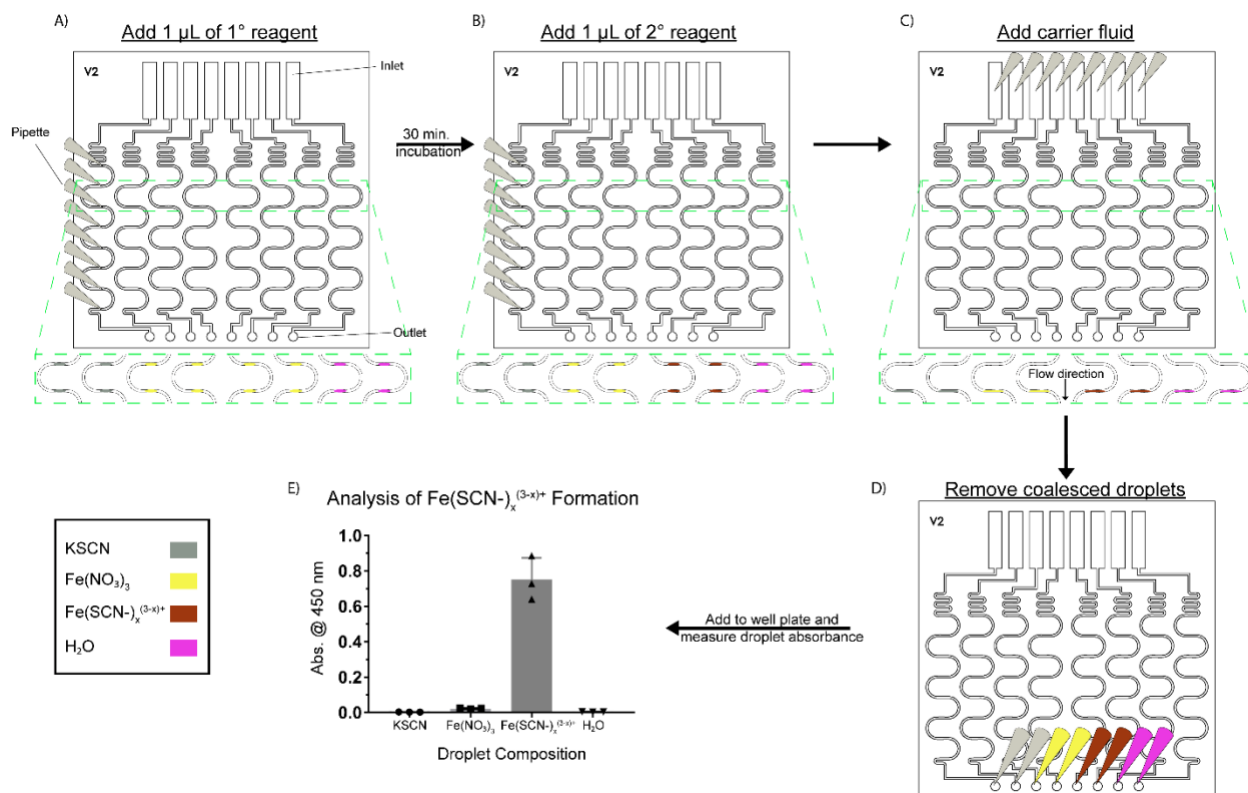 A)
Add 1 µL of 1° reagent
V2
Inlet
Pipette
Outlet
30 min.
incubation
B)
Add 1 µL of 2° reagent
V2
C)
Add carrier fluid
V2
Flow direction
D)
Remove coalesced droplets
V2
Add to well plate and
measure droplet absorbance
E)
Analysis of Fe(SCN-)ₓ⁽³⁻ˣ⁾⁺ Formation
Abs. @ 450 nm
1.0
0.8
0.6
0.4
0.2
0.0
KSCN
Fe(NO₃)₃
Fe(SCN-)ₓ⁽³⁻ˣ⁾⁺
H₂O
Droplet Composition
KSCN
Fe(NO₃)₃
Fe(SCN-)ₓ⁽³⁻ˣ⁾⁺
H₂O